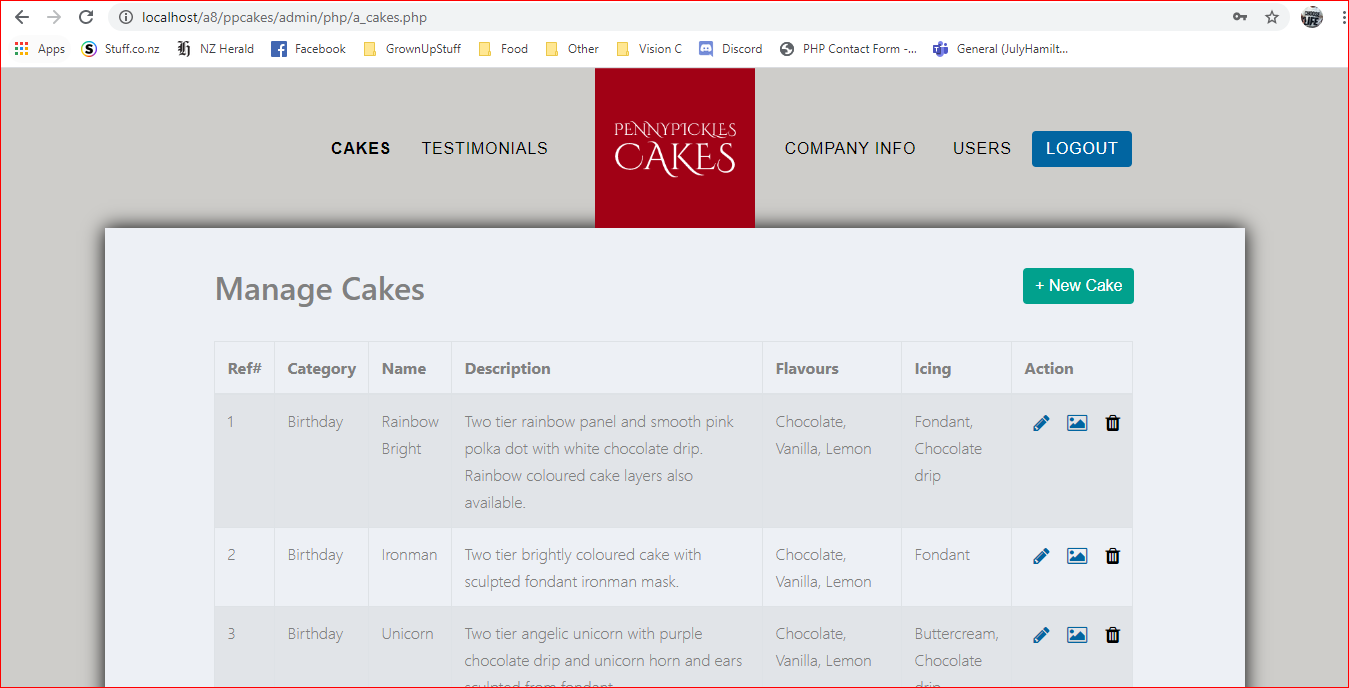 localhost/a8/ppcakes/admin/php/a_cakes.php
Apps Stuff.co.nz NZ Herald Facebook GrownUpStuff Food Other Vision C Discord PHP Contact Form -... General (JulyHamilt...
CAKES TESTIMONIALS PENNYPICKLES CAKES COMPANY INFO USERS LOGOUT
Manage Cakes + New Cake
Ref# Category Name Description Flavours Icing Action
1 Birthday Rainbow Two tier rainbow panel and smooth pink Chocolate, Fondant,
Bright polka dot with white chocolate drip. Vanilla, Lemon Chocolate
Rainbow coloured cake layers also drip
available.
2 Birthday Ironman Two tier brightly coloured cake with Chocolate, Fondant
sculpted fondant ironman mask. Vanilla, Lemon
3 Birthday Unicorn Two tier angelic unicorn with purple Chocolate, Buttercream,
chocolate drip and unicorn horn and ears Vanilla, Lemon Chocolate
sculpted from fondant. drip